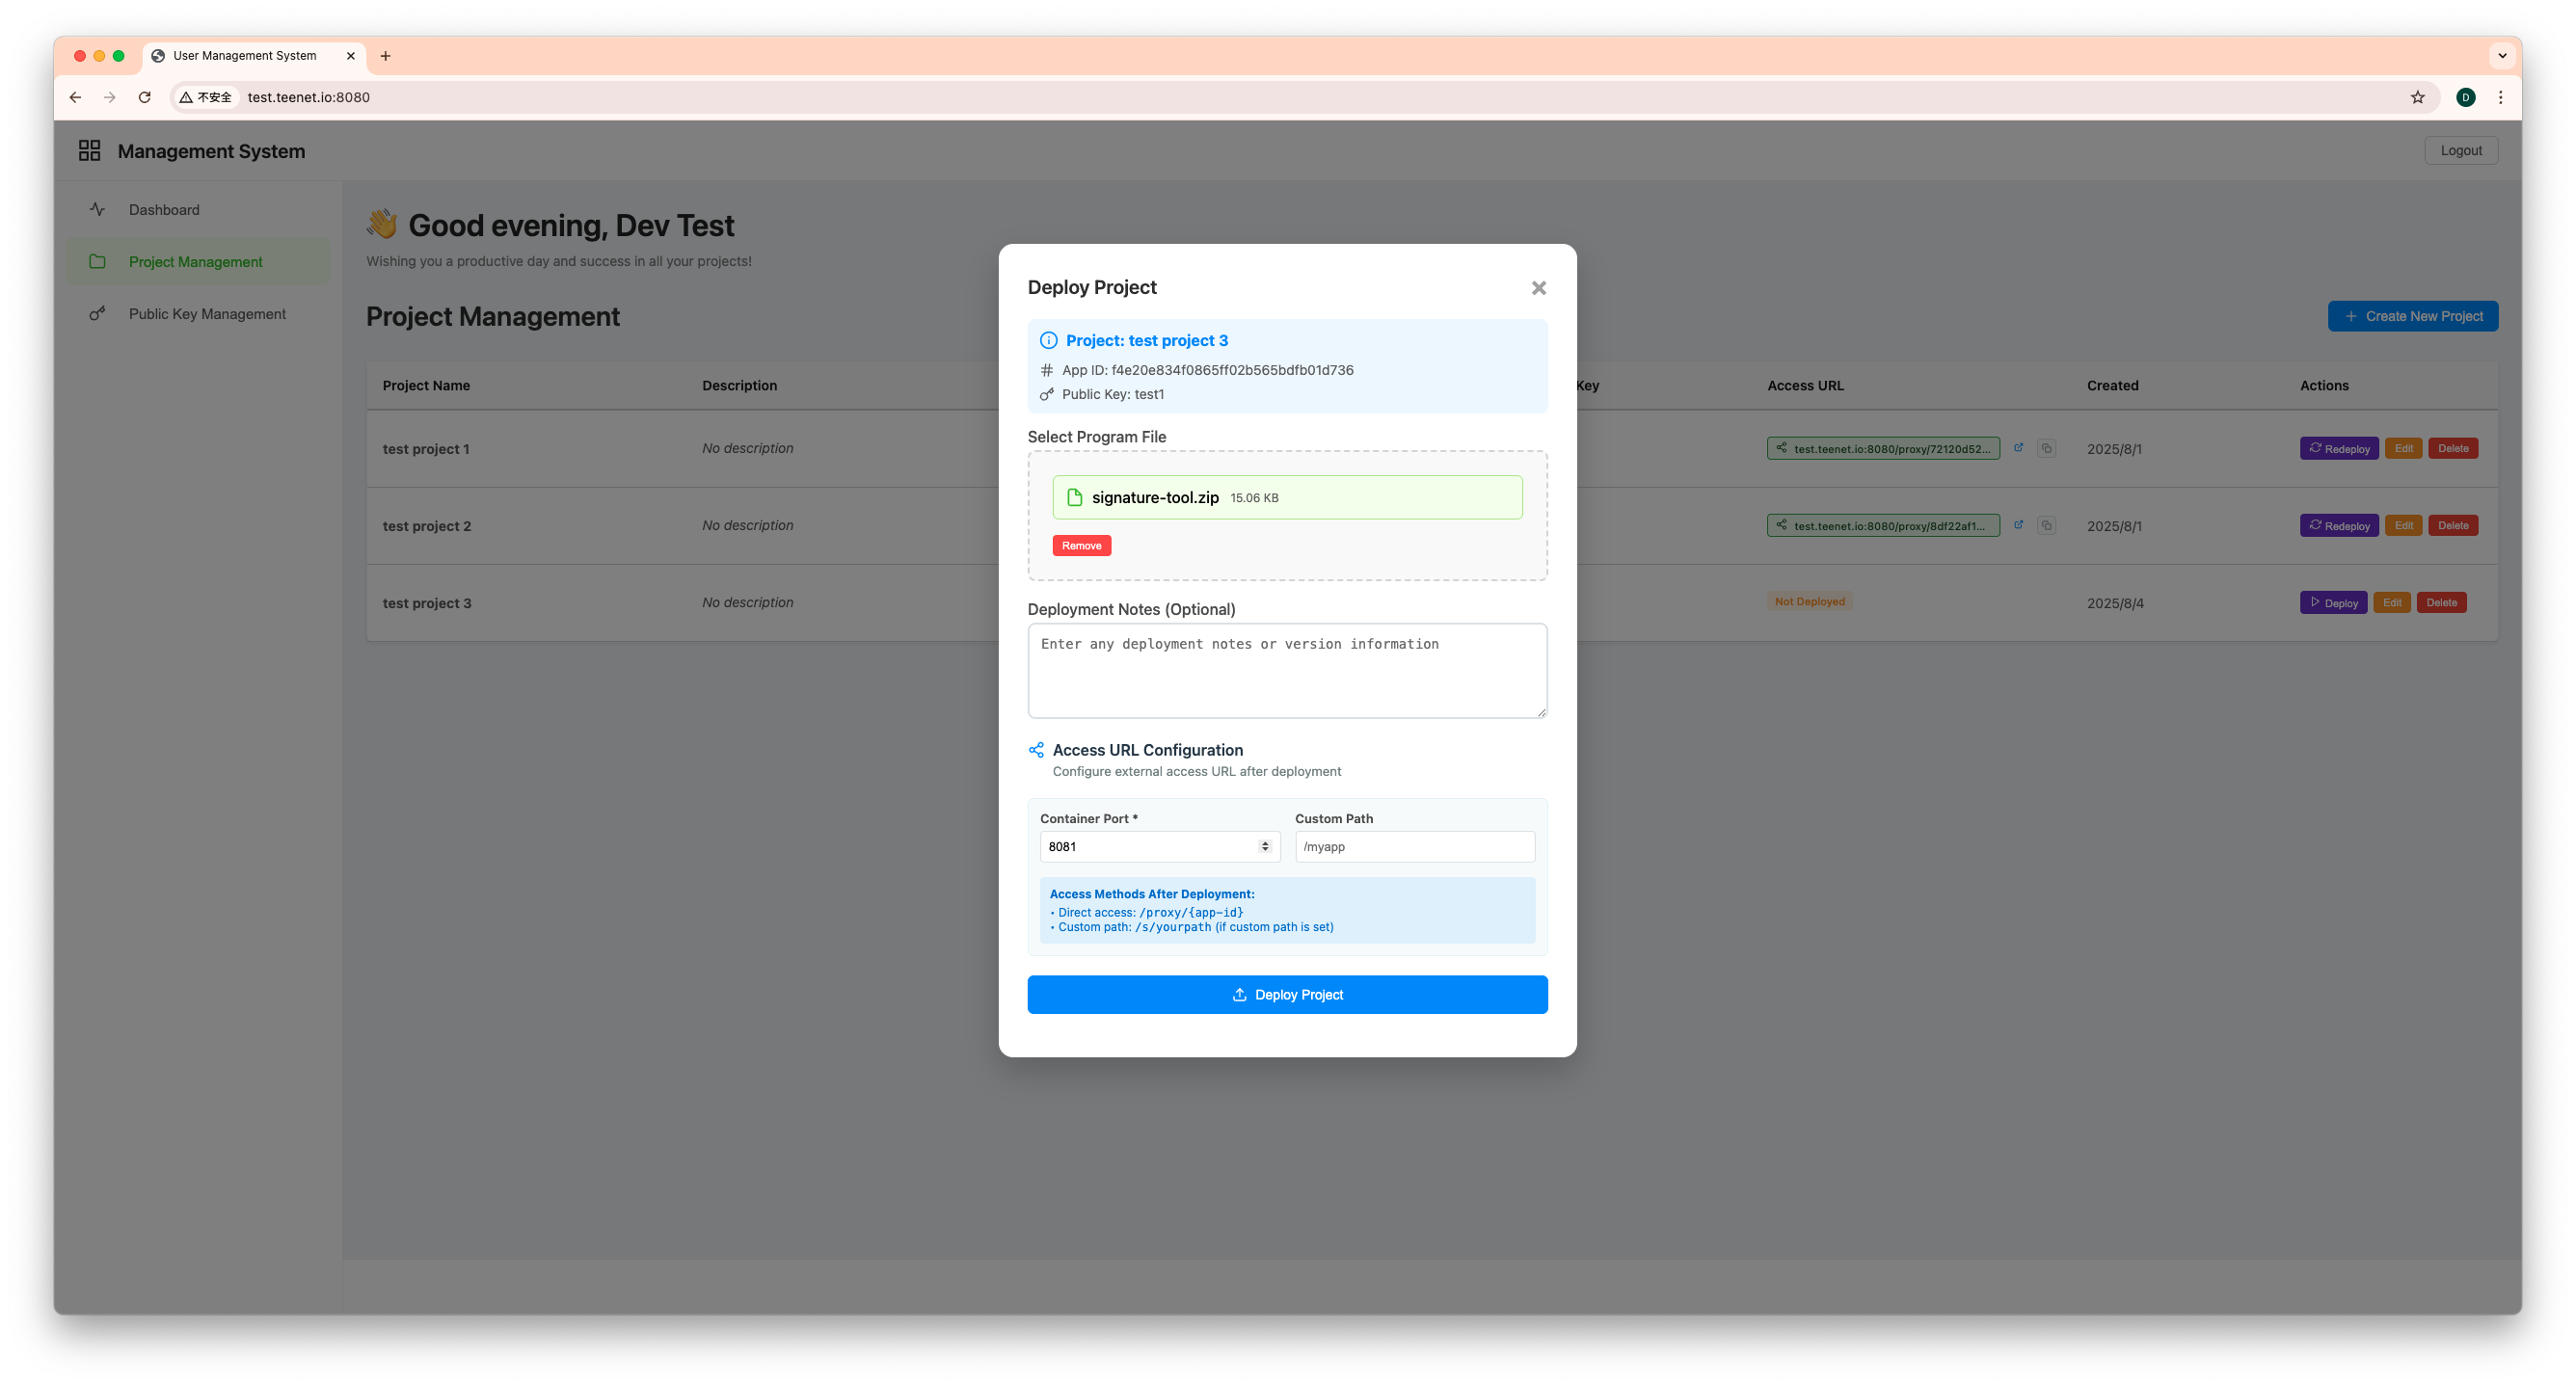 User Management System
不安全
test.teenet.io:8080
D
Management System
Logout
Dashboard
Project Management
Public Key Management
👋 Good evening, Dev Test
Wishing you a productive day and success in all your projects!
Project Management
Create New Project
Project Name Description Key Access URL Created Actions
test project 1 No description test.teenet.io:8080/proxy/72120d52... 2025/8/1 Redeploy Edit Delete
test project 2 No description test.teenet.io:8080/proxy/8df22af1... 2025/8/1 Redeploy Edit Delete
test project 3 No description Not Deployed 2025/8/4 Deploy Edit Delete
Deploy Project
Project: test project 3
# App ID: f4e20e834f0865ff02b565bdfb01d736
Public Key: test1
Select Program File
signature-tool.zip 15.06 KB
Remove
Deployment Notes (Optional)
Enter any deployment notes or version information
Access URL Configuration
Configure external access URL after deployment
Container Port * Custom Path
8081 /myapp
Access Methods After Deployment:
• Direct access: /proxy/{app-id}
• Custom path: /s/yourpath (if custom path is set)
Deploy Project